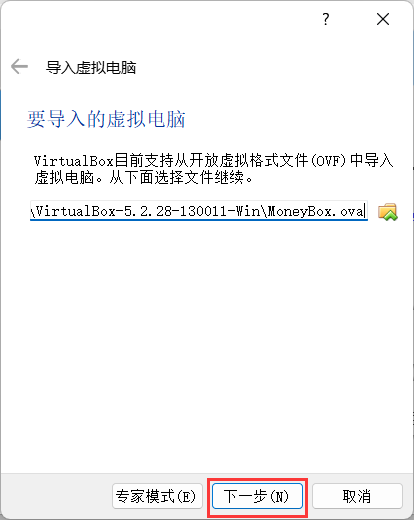 ?
导入虚拟电脑
要导入的虚拟电脑
VirtualBox目前支持从开放虚拟格式文件(OVF)中导入
虚拟电脑。从下面选择文件继续。
\VirtualBox-5.2.28-130011-Win\MoneyBox.ova
专家模式(E) 下一步(N) 取消